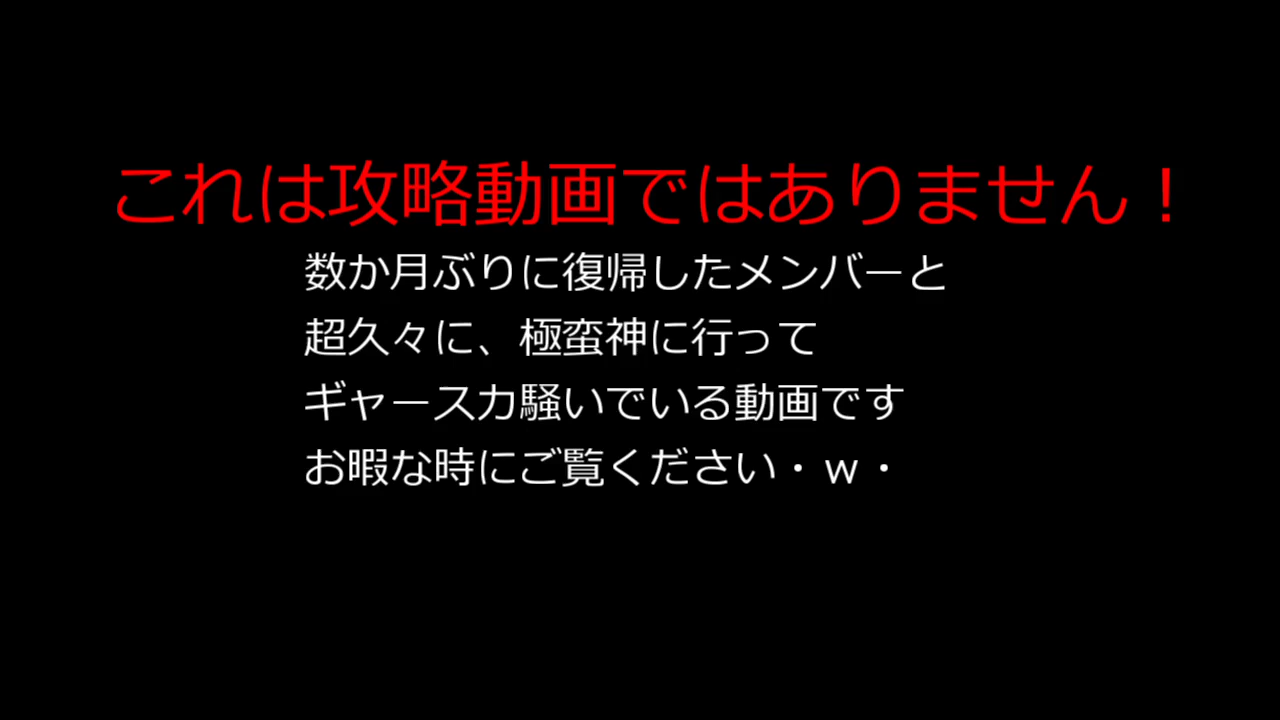 これは攻略動画ではありません！
数か月ぶりに復帰したメンバーと
超久々に、極蛮神に行って
ギャースカ騒いでいる動画です
お暇な時にご覧ください・ｗ・